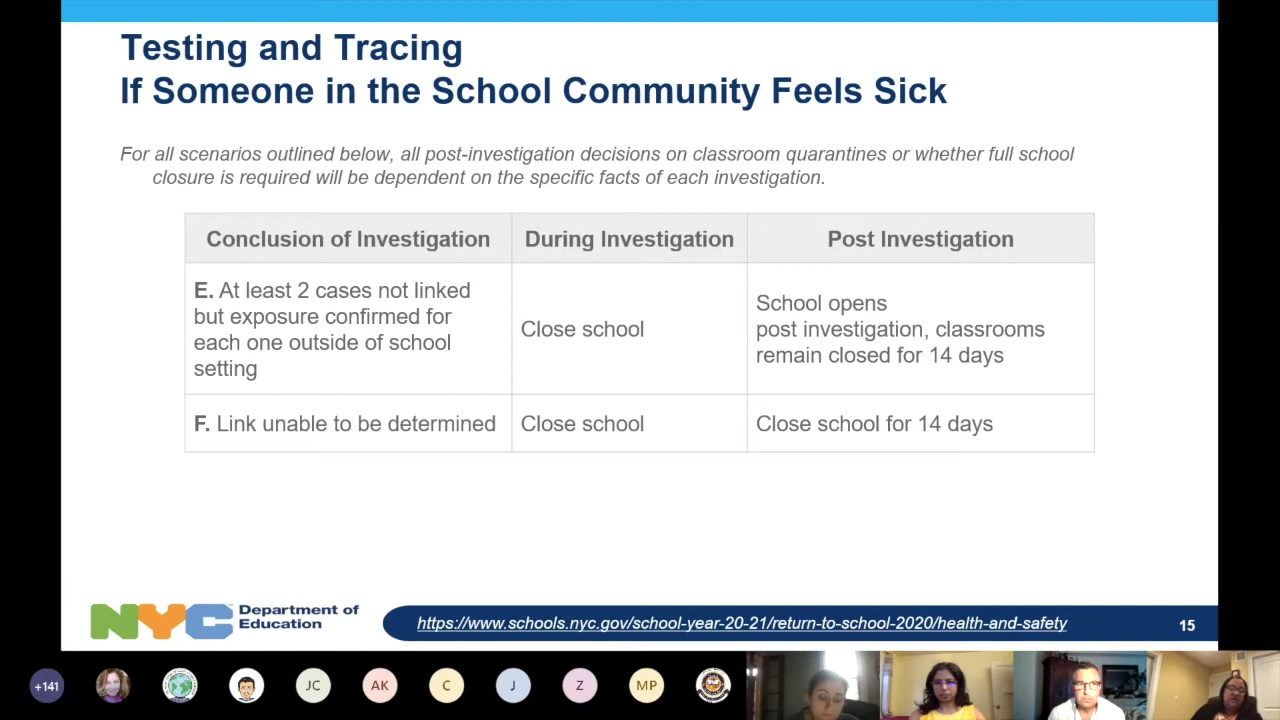 Testing and Tracing
If Someone in the School Community Feels Sick
For all scenarios outlined below, all post-investigation decisions on classroom quarantines or whether full school
closure is required will be dependent on the specific facts of each investigation.
Conclusion of Investigation
During Investigation
Post Investigation
E. At least 2 cases not linked
but exposure confirmed for
each one outside of school
setting
Close school
School opens
post investigation, classrooms
remain closed for 14 days
F. Link unable to be determined
Close school
Close school for 14 days
NYC
Department of
Education
https://www.schools.nyc.gov/school-year-20-21/return-to-school-2020/health-and-safety
15
+141
JC
AK
C
J
Z
MP